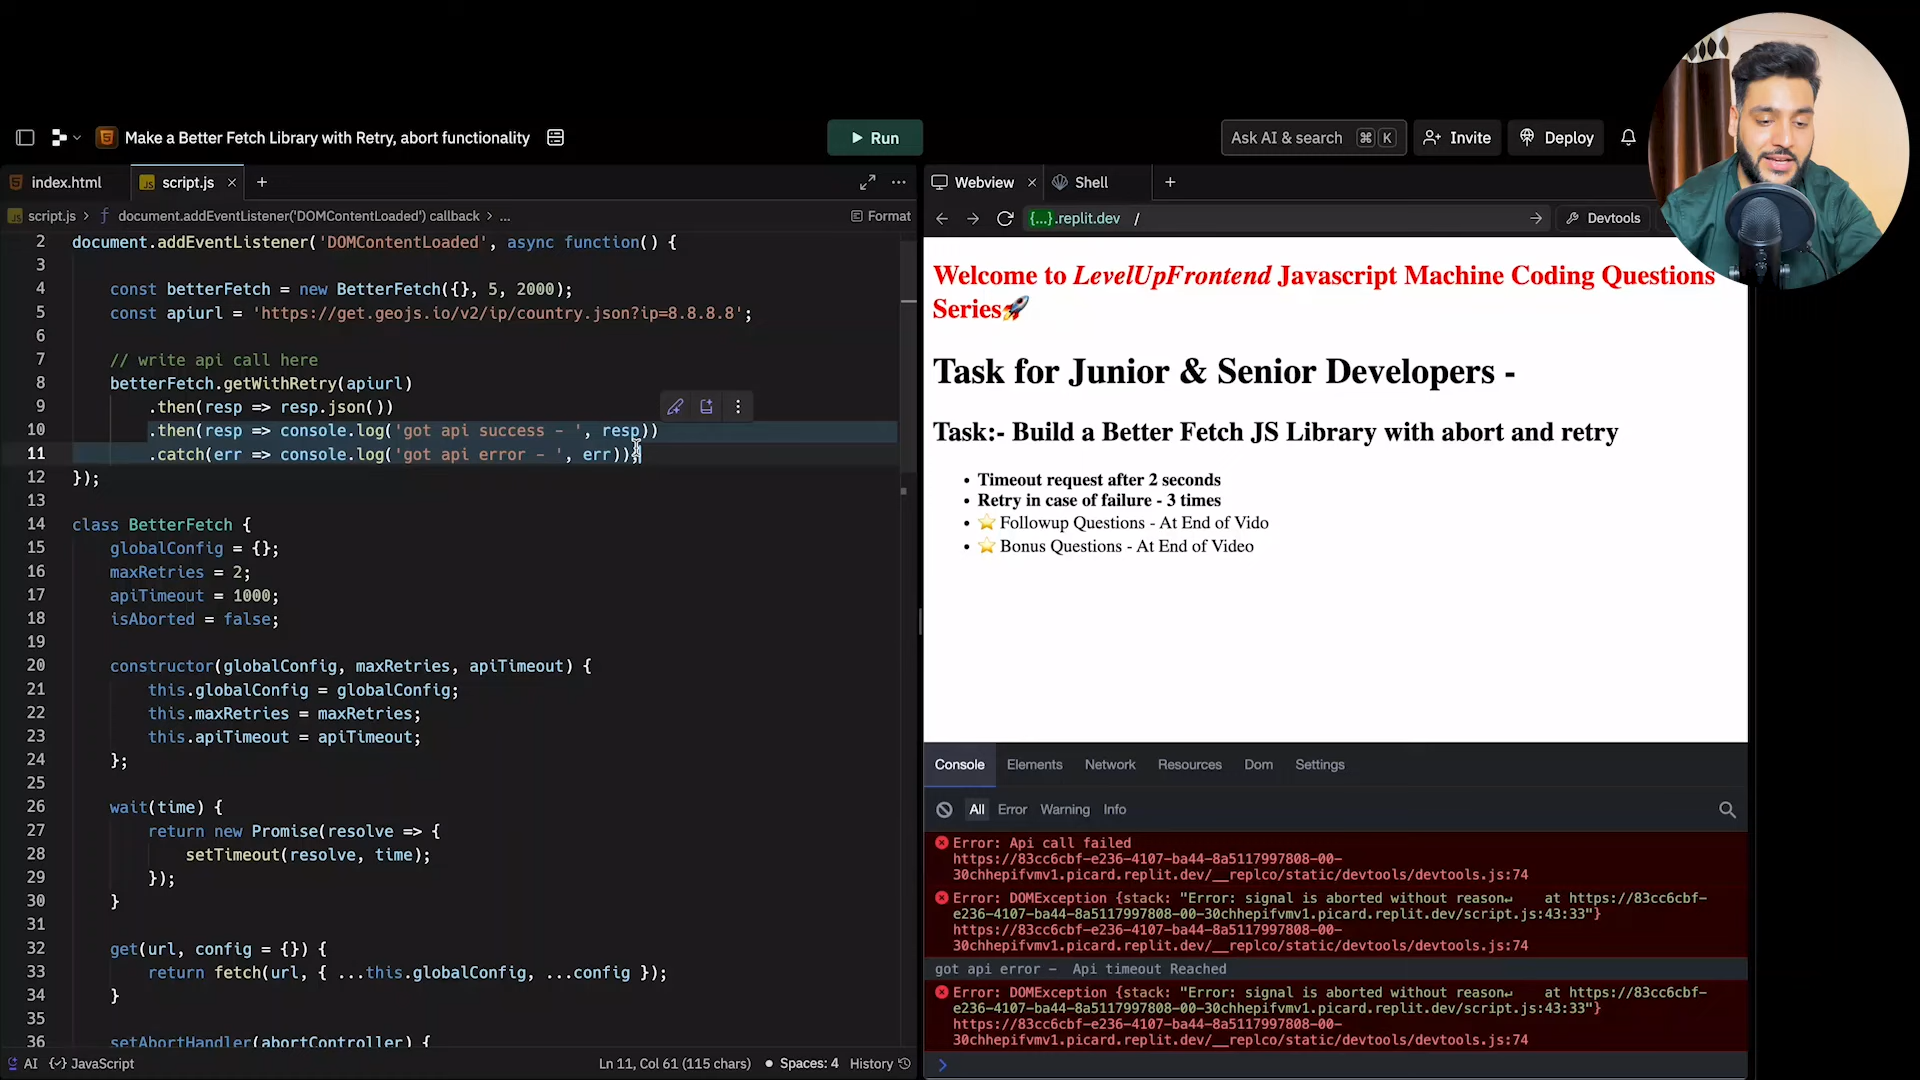 Make a Better Fetch Library with Retry, abort functionality
Run
Ask AI & search ⌘ K
Invite
Deploy
index.html
JS script.js
Webview
Shell
JS script.js > f document.addEventListener('DOMContentLoaded') callback > ...
Format
{...}.replit.dev /
Devtools
2 document.addEventListener('DOMContentLoaded', async function() {
3
4 const betterFetch = new BetterFetch({}, 5, 2000);
5 const apiurl = 'https://get.geojs.io/v2/ip/country.json?ip=8.8.8.8';
6
7 // write api call here
8 betterFetch.getWithRetry(apiurl)
9 .then(resp => resp.json())
10 .then(resp => console.log('got api success - ', resp))
11 .catch(err => console.log('got api error - ', err));
12 });
13
14 class BetterFetch {
15 globalConfig = {};
16 maxRetries = 2;
17 apiTimeout = 1000;
18 isAborted = false;
19
20 constructor(globalConfig, maxRetries, apiTimeout) {
21 this.globalConfig = globalConfig;
22 this.maxRetries = maxRetries;
23 this.apiTimeout = apiTimeout;
24 };
25
26 wait(time) {
27 return new Promise(resolve => {
28 setTimeout(resolve, time);
29 });
30 }
31
32 get(url, config = {}) {
33 return fetch(url, { ...this.globalConfig, ...config });
34 }
35
36 setAbortHandler(abortController) {
AI {} JavaScript
Ln 11, Col 61 (115 chars)
Spaces: 4
History
Welcome to LevelUpFrontend Javascript Machine Coding Questions
Series🚀
Task for Junior & Senior Developers -
Task:- Build a Better Fetch JS Library with abort and retry
• Timeout request after 2 seconds
• Retry in case of failure - 3 times
• ⭐ Followup Questions - At End of Vido
• ⭐ Bonus Questions - At End of Video
Console Elements Network Resources Dom Settings
All Error Warning Info
Error: Api call failed
https://83cc6cbf-e236-4107-ba44-8a5117997808-00-
30chhepifvmv1.picard.replit.dev/__replco/static/devtools/devtools.js:74
Error: DOMException {stack: "Error: signal is aborted without reason↵ at https://83cc6cbf-
e236-4107-ba44-8a5117997808-00-30chhepifvmv1.picard.replit.dev/script.js:43:33"}
https://83cc6cbf-e236-4107-ba44-8a5117997808-00-
30chhepifvmv1.picard.replit.dev/__replco/static/devtools/devtools.js:74
got api error - Api timeout Reached
Error: DOMException {stack: "Error: signal is aborted without reason↵ at https://83cc6cbf-
e236-4107-ba44-8a5117997808-00-30chhepifvmv1.picard.replit.dev/script.js:43:33"}
https://83cc6cbf-e236-4107-ba44-8a5117997808-00-
30chhepifvmv1.picard.replit.dev/__replco/static/devtools/devtools.js:74